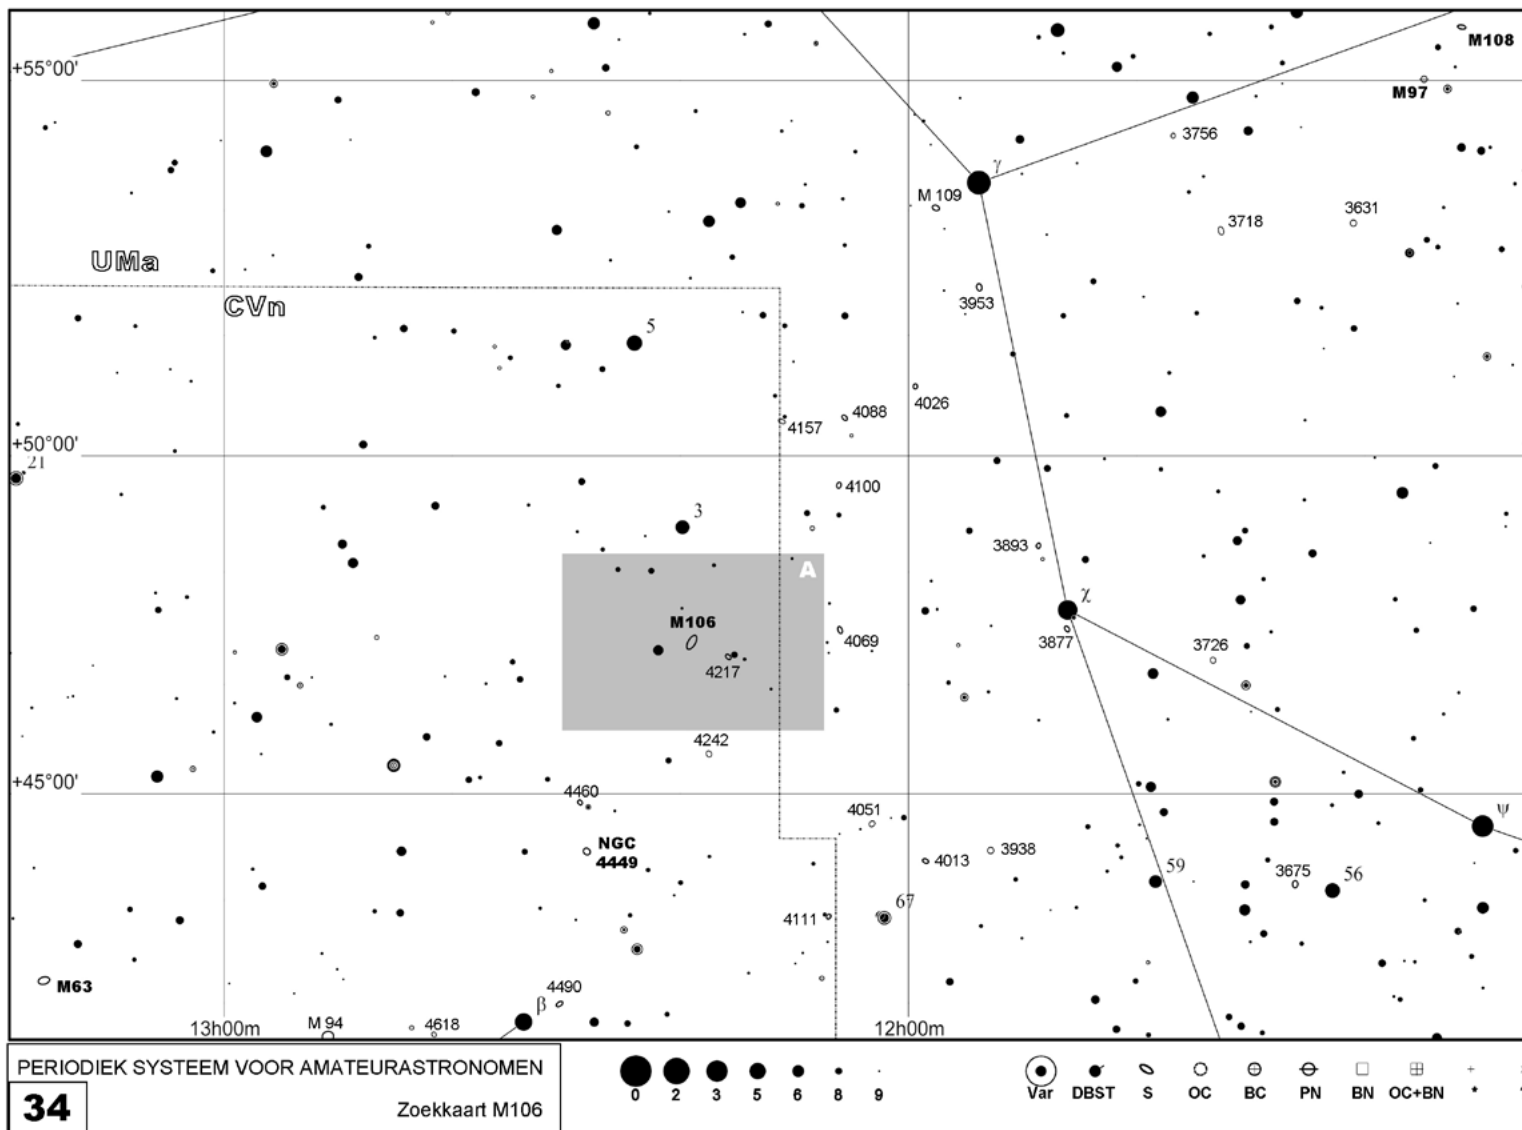 M108
+55°00'
M97
3756
γ
M 109
3631
3718
UMa
CVn
3953
5
4026
4088
4157
+50°00'
21
4100
3
3893
A
χ
M106
4069
3877
3726
4217
4242
+45°00'
4460
4051
ψ
NGC
4449
4013
3938
59
3675
56
67
4111
M63
4490
β
13h00m
M 94
4618
12h00m
PERIODIEK SYSTEEM VOOR AMATEURASTRONOMEN
34
Zoekkaart M106
0 2 3 5 6 8 9
Var DBST S OC BC PN BN OC+BN *